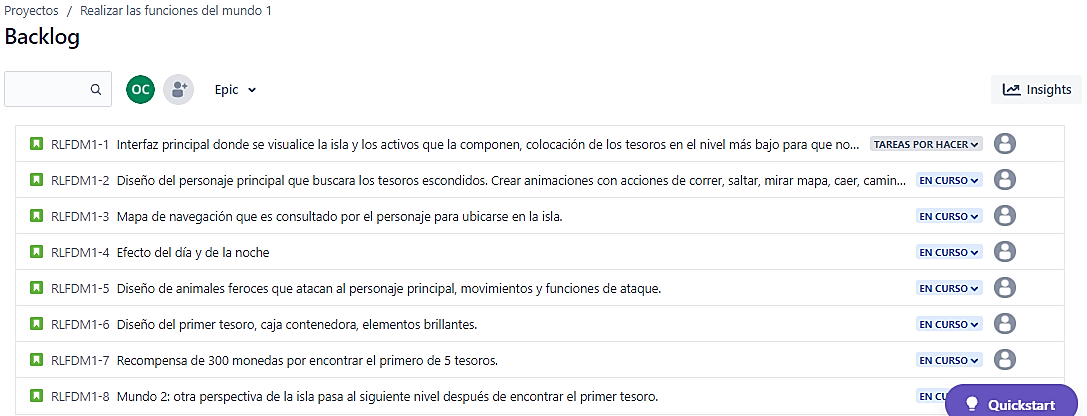 Proyectos / Realizar las funciones del mundo 1
Backlog
OC Epic Insights
RLFDM1-1 Interfaz principal donde se visualice la isla y los activos que la componen, colocación de los tesoros en el nivel más bajo para que no... TAREAS POR HACER
RLFDM1-2 Diseño del personaje principal que buscara los tesoros escondidos. Crear animaciones con acciones de correr, saltar, mirar mapa, caer, camin... EN CURSO
RLFDM1-3 Mapa de navegación que es consultado por el personaje para ubicarse en la isla. EN CURSO
RLFDM1-4 Efecto del día y de la noche EN CURSO
RLFDM1-5 Diseño de animales feroces que atacan al personaje principal, movimientos y funciones de ataque. EN CURSO
RLFDM1-6 Diseño del primer tesoro, caja contenedora, elementos brillantes. EN CURSO
RLFDM1-7 Recompensa de 300 monedas por encontrar el primero de 5 tesoros. EN CURSO
RLFDM1-8 Mundo 2: otra perspectiva de la isla pasa al siguiente nivel después de encontrar el primer tesoro. EN CU
Quickstart